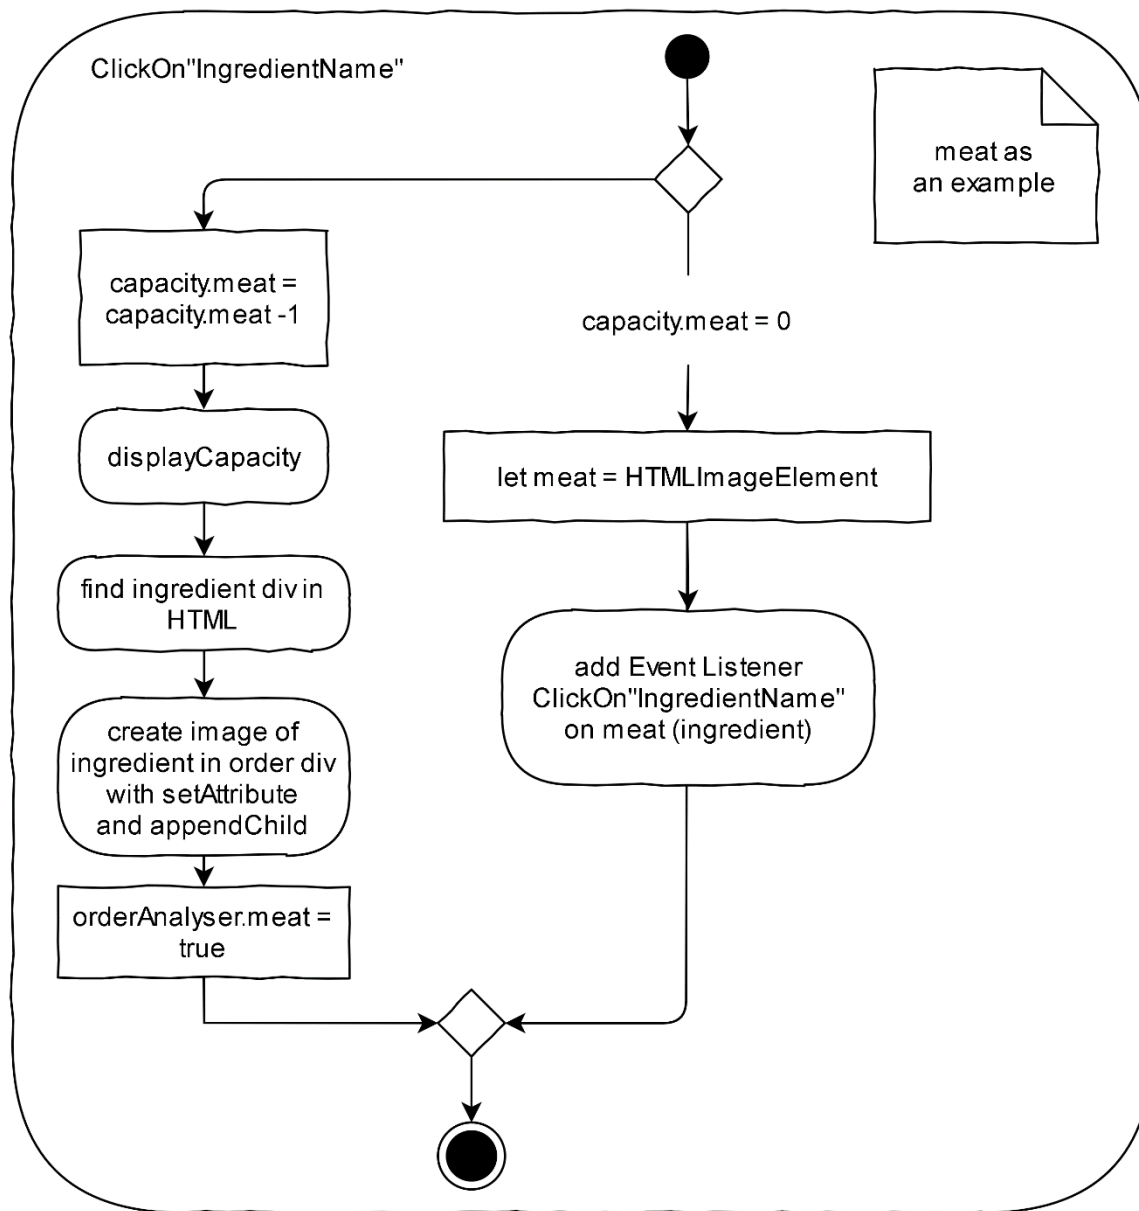 ClickOn"IngredientName"
meat as
an example
capacity.meat =
capacity.meat -1
capacity.meat = 0
displayCapacity
let meat = HTMLImageElement
find ingredient div in
HTML
add Event Listener
ClickOn"IngredientName"
on meat (ingredient)
create image of
ingredient in order div
with setAttribute
and appendChild
orderAnalyser.meat =
true